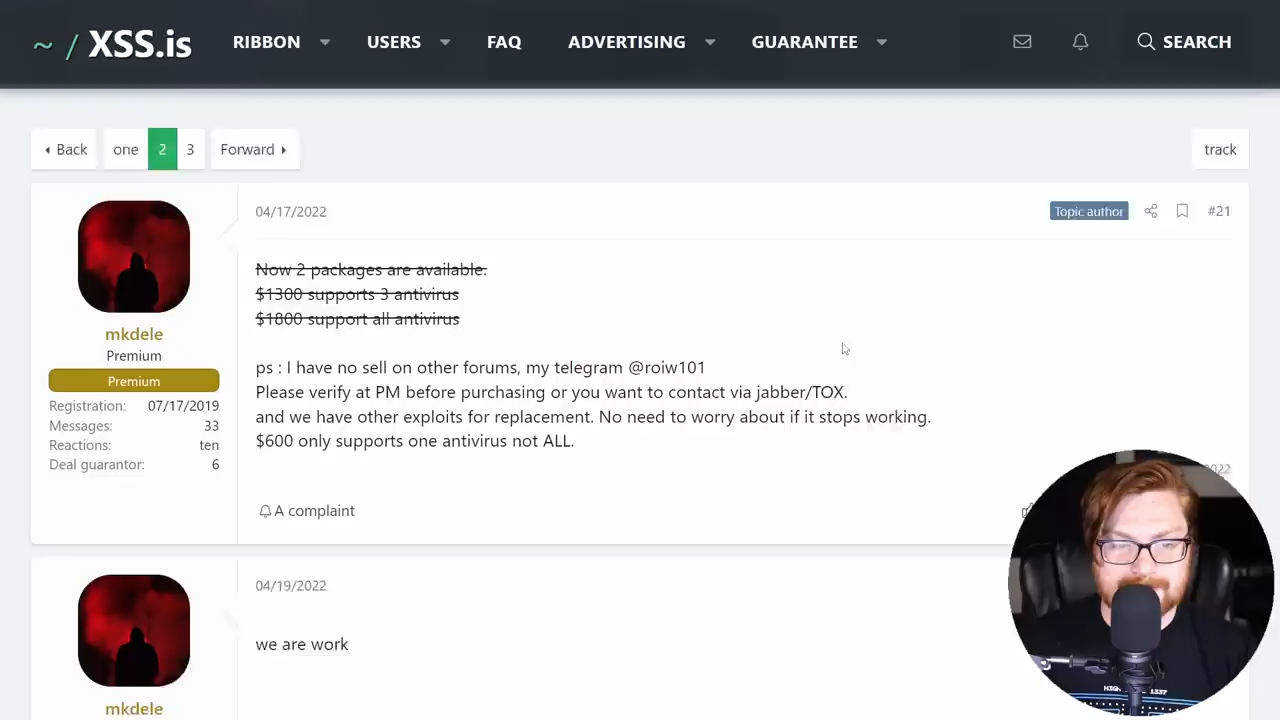 ~ / XSS.is RIBBON USERS FAQ ADVERTISING GUARANTEE SEARCH
Back one 2 3 Forward track
04/17/2022 Topic author #21
Now 2 packages are available.
$1300 supports 3 antivirus
$1800 support all antivirus
ps : I have no sell on other forums, my telegram @roiw101
Please verify at PM before purchasing or you want to contact via jabber/TOX.
and we have other exploits for replacement. No need to worry about if it stops working.
$600 only supports one antivirus not ALL.
mkdele
Premium
Premium
Registration: 07/17/2019
Messages: 33
Reactions: ten
Deal guarantor: 6
2022
A complaint
04/19/2022
we are work
mkdele
HIGH 1337